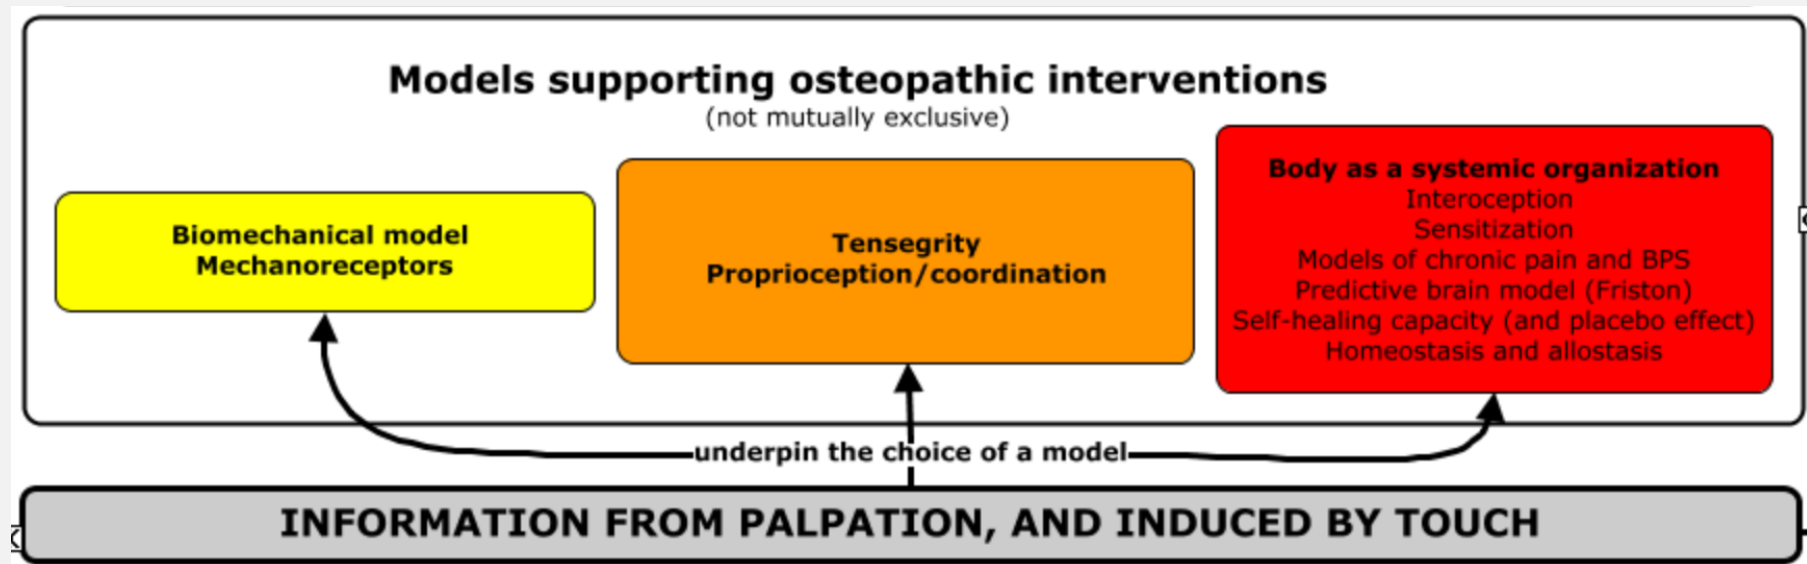 Models supporting osteopathic interventions
(not mutually exclusive)
Biomechanical model
Mechanoreceptors
Tensegrity
Proprioception/coordination
Body as a systemic organization
Interoception
Sensitization
Models of chronic pain and BPS
Predictive brain model (Friston)
Self-healing capacity (and placebo effect)
Homeostasis and allostasis
underpin the choice of a model
INFORMATION FROM PALPATION, AND INDUCED BY TOUCH